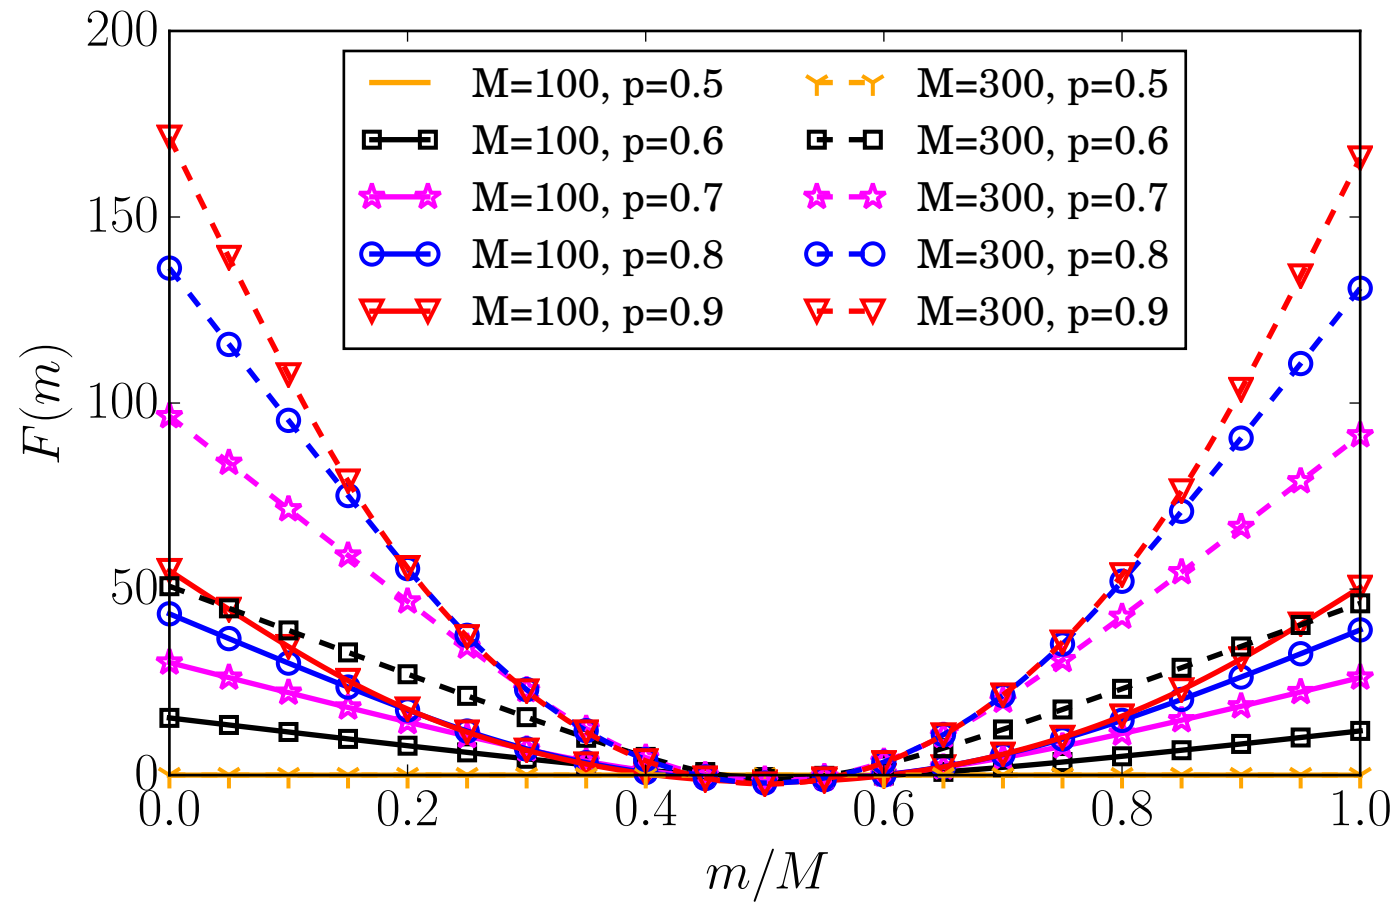 200
150
100
50
0
F(m)
M=100, p=0.5
M=100, p=0.6
M=100, p=0.7
M=100, p=0.8
M=100, p=0.9
M=300, p=0.5
M=300, p=0.6
M=300, p=0.7
M=300, p=0.8
M=300, p=0.9
0.0 0.2 0.4 0.6 0.8 1.0
m/M